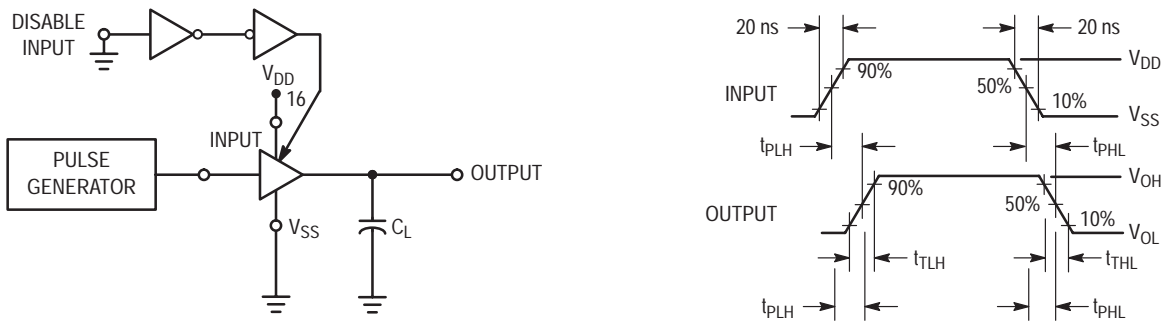 DISABLE
INPUT
V_DD
16
INPUT
PULSE
GENERATOR
OUTPUT
V_SS
C_L
20 ns
20 ns
V_DD
90%
INPUT
50%
10%
V_SS
t_PLH
t_PHL
V_OH
90%
OUTPUT
50%
10%
V_OL
t_TLH
t_THL
t_PLH
t_PHL